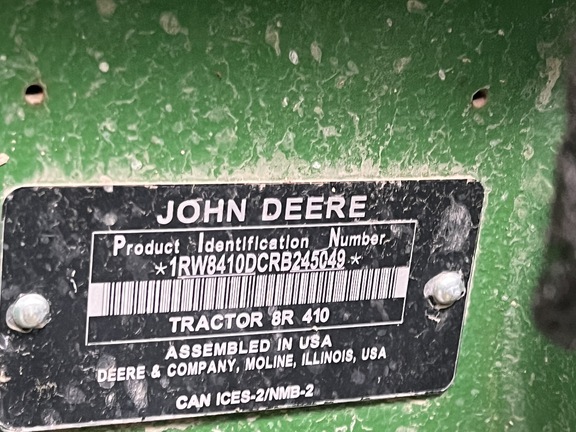 JOHN DEERE
Product Identification Number
*1RW8410DCRB245049*
TRACTOR 8R 410
ASSEMBLED IN USA
DEERE & COMPANY, MOLINE, ILLINOIS, USA
CAN ICES-2/NMB-2